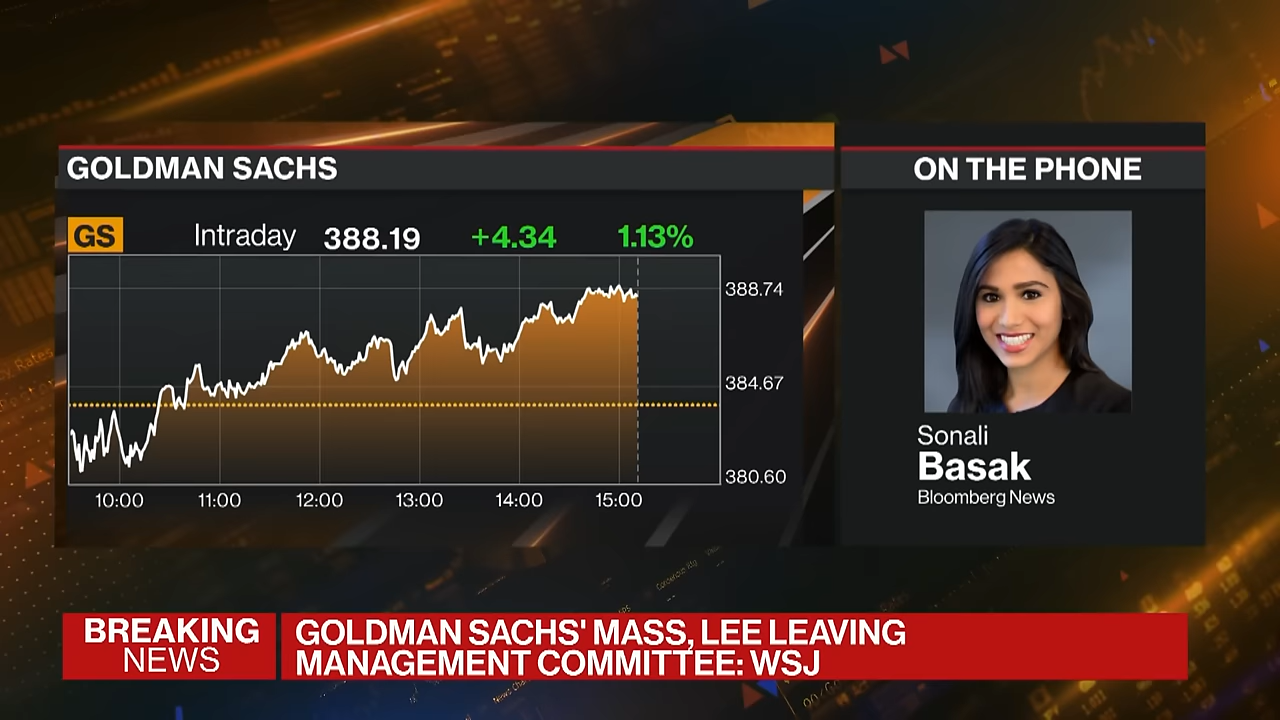 GOLDMAN SACHS
GS Intraday 388.19 +4.34 1.13%
388.74
384.67
380.60
10:00 11:00 12:00 13:00 14:00 15:00
ON THE PHONE
Sonali
Basak
Bloomberg News
BREAKING
NEWS
GOLDMAN SACHS' MASS, LEE LEAVING
MANAGEMENT COMMITTEE: WSJ